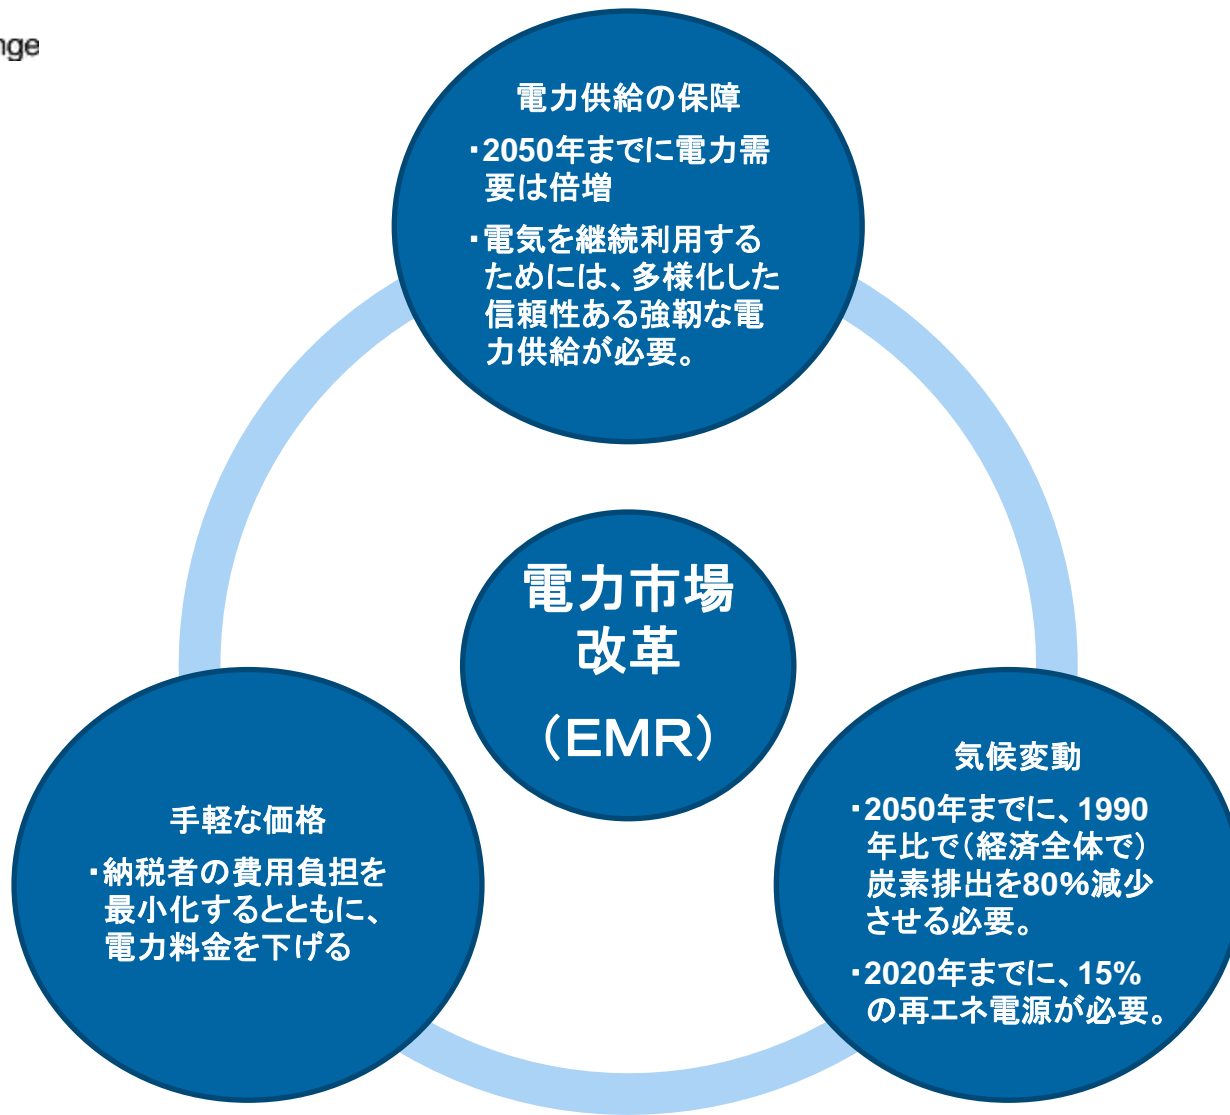 nge
電力供給の保障
・2050年までに電力需
要は倍増
・電気を継続利用する
ためには、多様化した
信頼性ある強靭な電
力供給が必要。
電力市場
改革
（EMR）
手軽な価格
・納税者の費用負担を
最小化するとともに、
電力料金を下げる
気候変動
・2050年までに、1990
年比で（経済全体で）
炭素排出を80%減少
させる必要。
・2020年までに、15%
の再エネ電源が必要。